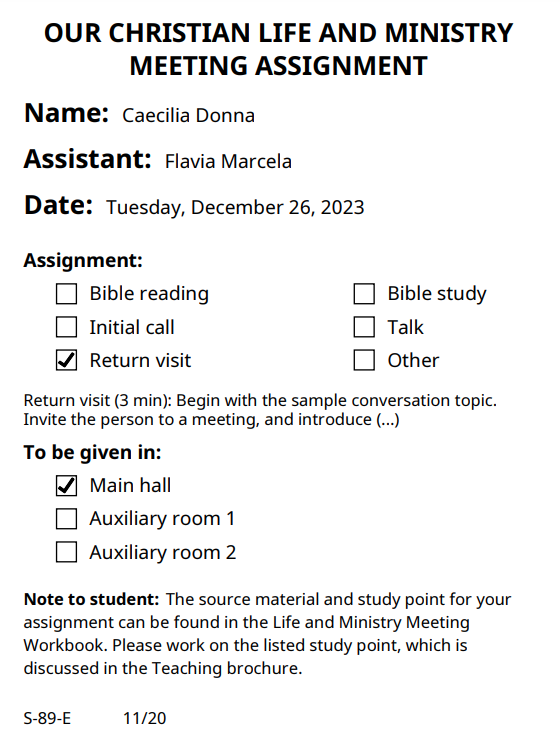 OUR CHRISTIAN LIFE AND MINISTRY
MEETING ASSIGNMENT
Name: Caecilia Donna
Assistant: Flavia Marcela
Date: Tuesday, December 26, 2023
Assignment:
Bible reading
Bible study
Initial call
Talk
Return visit
Other
Return visit (3 min): Begin with the sample conversation topic.
Invite the person to a meeting, and introduce (...)
To be given in:
Main hall
Auxiliary room 1
Auxiliary room 2
Note to student: The source material and study point for your
assignment can be found in the Life and Ministry Meeting
Workbook. Please work on the listed study point, which is
discussed in the Teaching brochure.
S-89-E 11/20